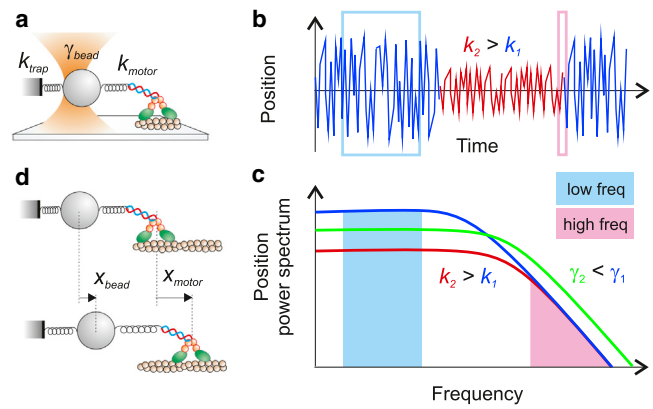 a
k_trap
γ_bead
k_motor
b
Position
k_2 > k_1
Time
d
x_bead
x_motor
c
Position
power spectrum
low freq
high freq
k_2 > k_1
γ_2 < γ_1
Frequency